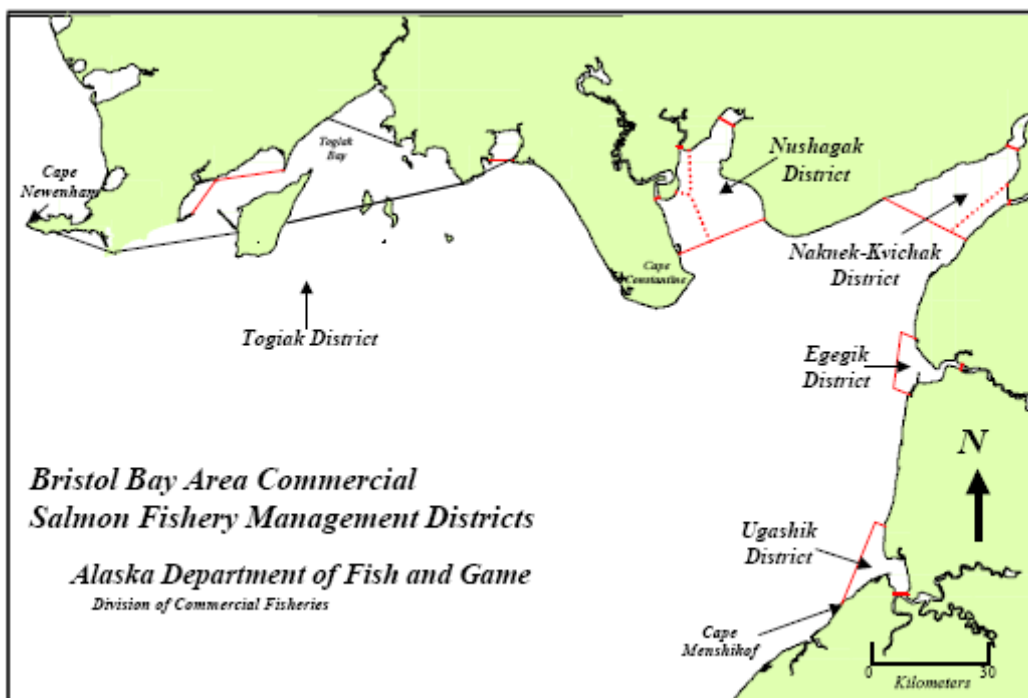 Togiak
Bay
Cape
Newenham
Nushagak
District
Naknek-Kvichak
District
Cape
Constantine
Togiak District
Egegik
District
N
Bristol Bay Area Commercial
Salmon Fishery Management Districts
Ugashik
District
Alaska Department of Fish and Game
Division of Commercial Fisheries
Cape
Menshikof
0
30
Kilometers